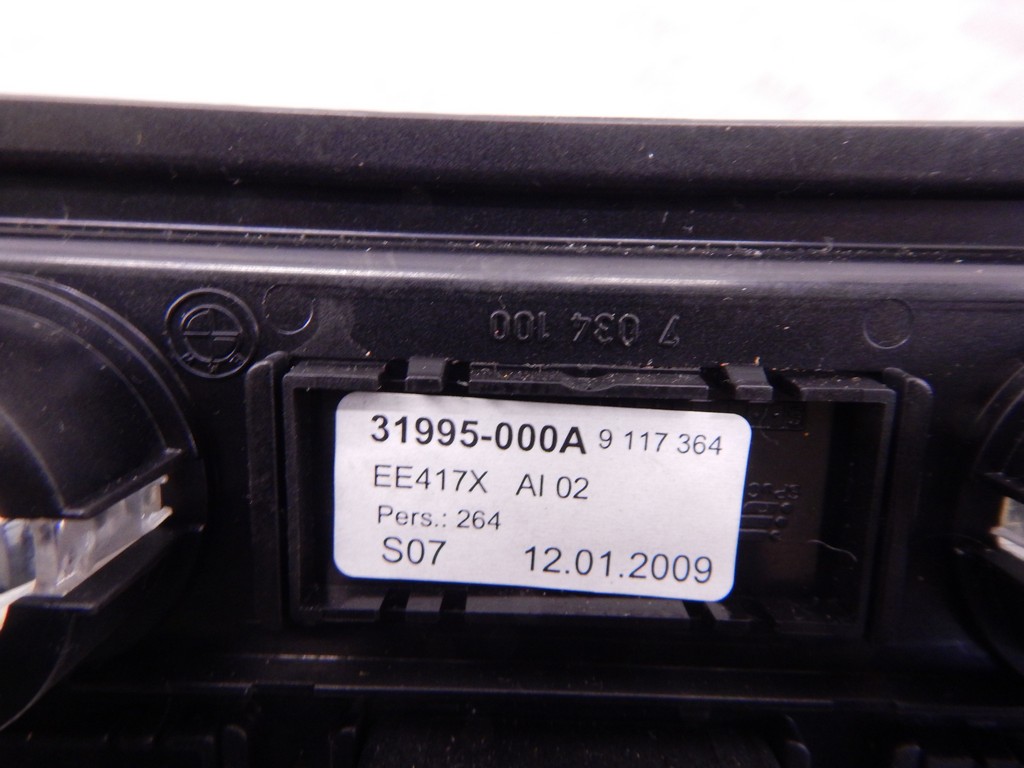 7 034 100
31995-000A 9 117 364
EE417X AI 02
Pers.: 264
S07 12.01.2009